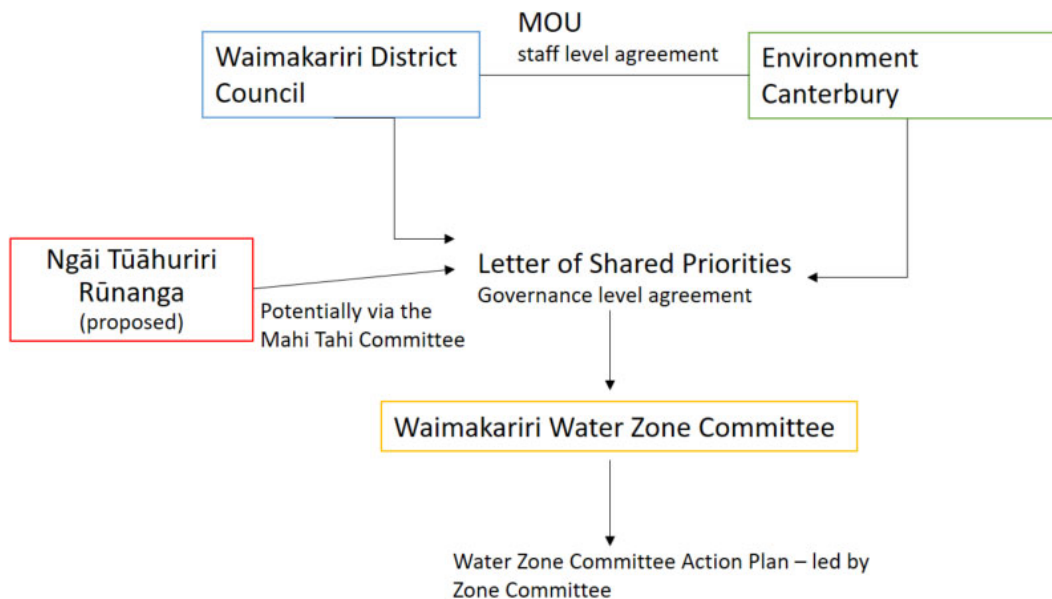 MOU
staff level agreement
Waimakariri District
Council
Environment
Canterbury
Ngāi Tūāhuriri
Rūnanga
(proposed)
Potentially via the
Mahi Tahi Committee
Letter of Shared Priorities
Governance level agreement
Waimakariri Water Zone Committee
Water Zone Committee Action Plan – led by
Zone Committee